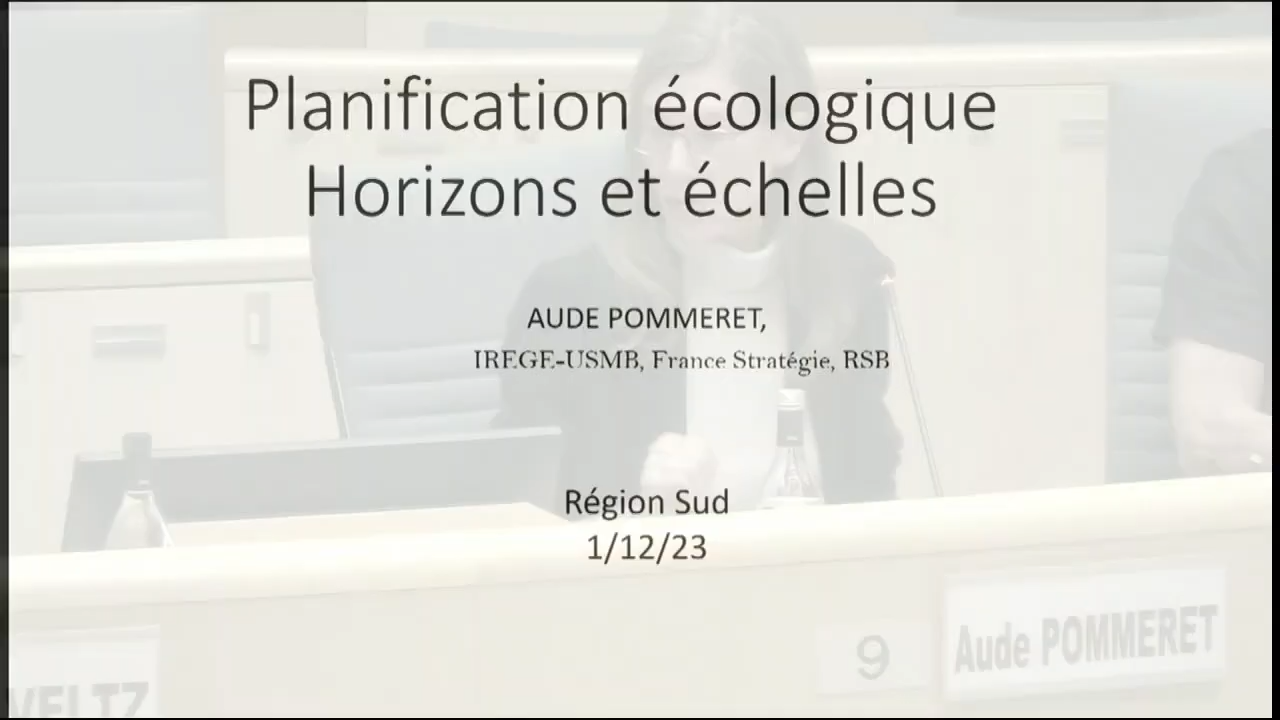 Planification écologique
Horizons et échelles
AUDE POMMERET,
IREGE-USMB, France Stratégie, RSB
Région Sud
1/12/23
9
Aude POMMERET
VELTZ